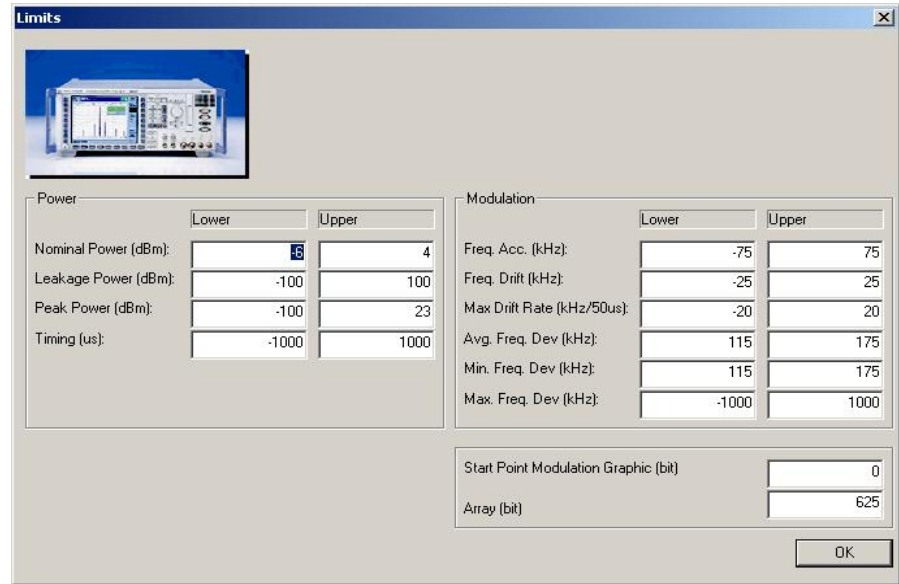 Limits
Power
Lower Upper
Nominal Power (dBm): -6 4
Leakage Power (dBm): -100 100
Peak Power (dBm): -100 23
Timing (us): -1000 1000
Modulation
Lower Upper
Freq. Acc. (kHz): -75 75
Freq. Drift (kHz): -25 25
Max Drift Rate (kHz/50us): -20 20
Avg. Freq. Dev (kHz): 115 175
Min. Freq. Dev (kHz): 115 175
Max. Freq. Dev (kHz): -1000 1000
Start Point Modulation Graphic (bit) 0
Array (bit) 625
OK